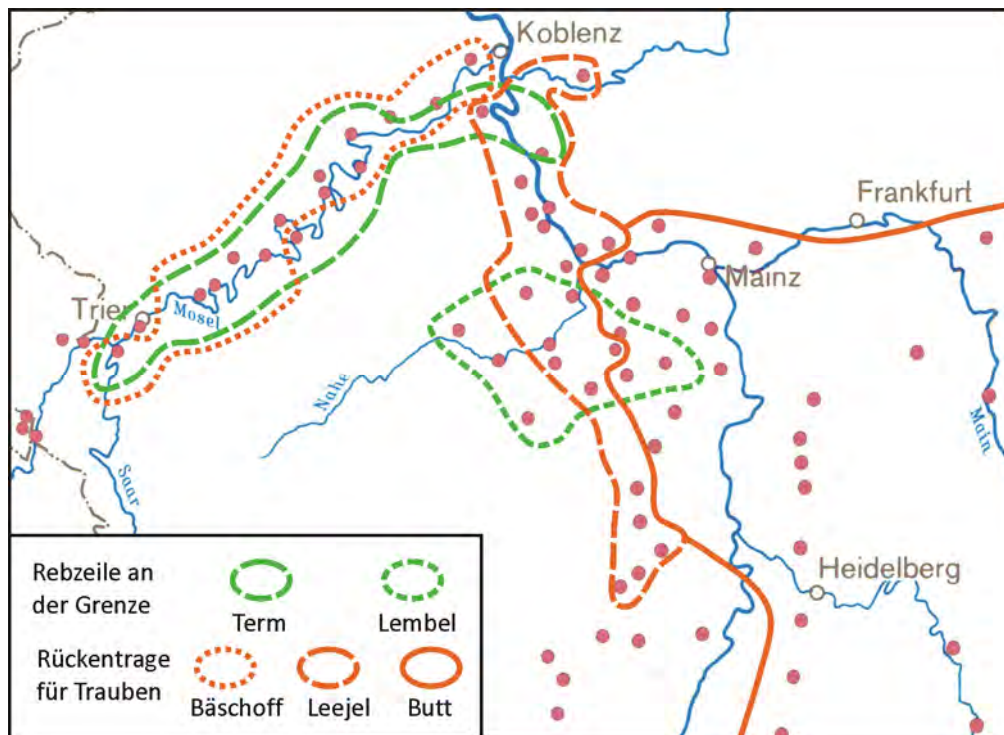 Koblenz
Frankfurt
Mainz
Trier
Mosel
Nahe
Main
Saar
Heidelberg
Rebzeile an
der Grenze
Term
Lembel
Rückentrage
für Trauben
Bäschoff
Leejel
Butt